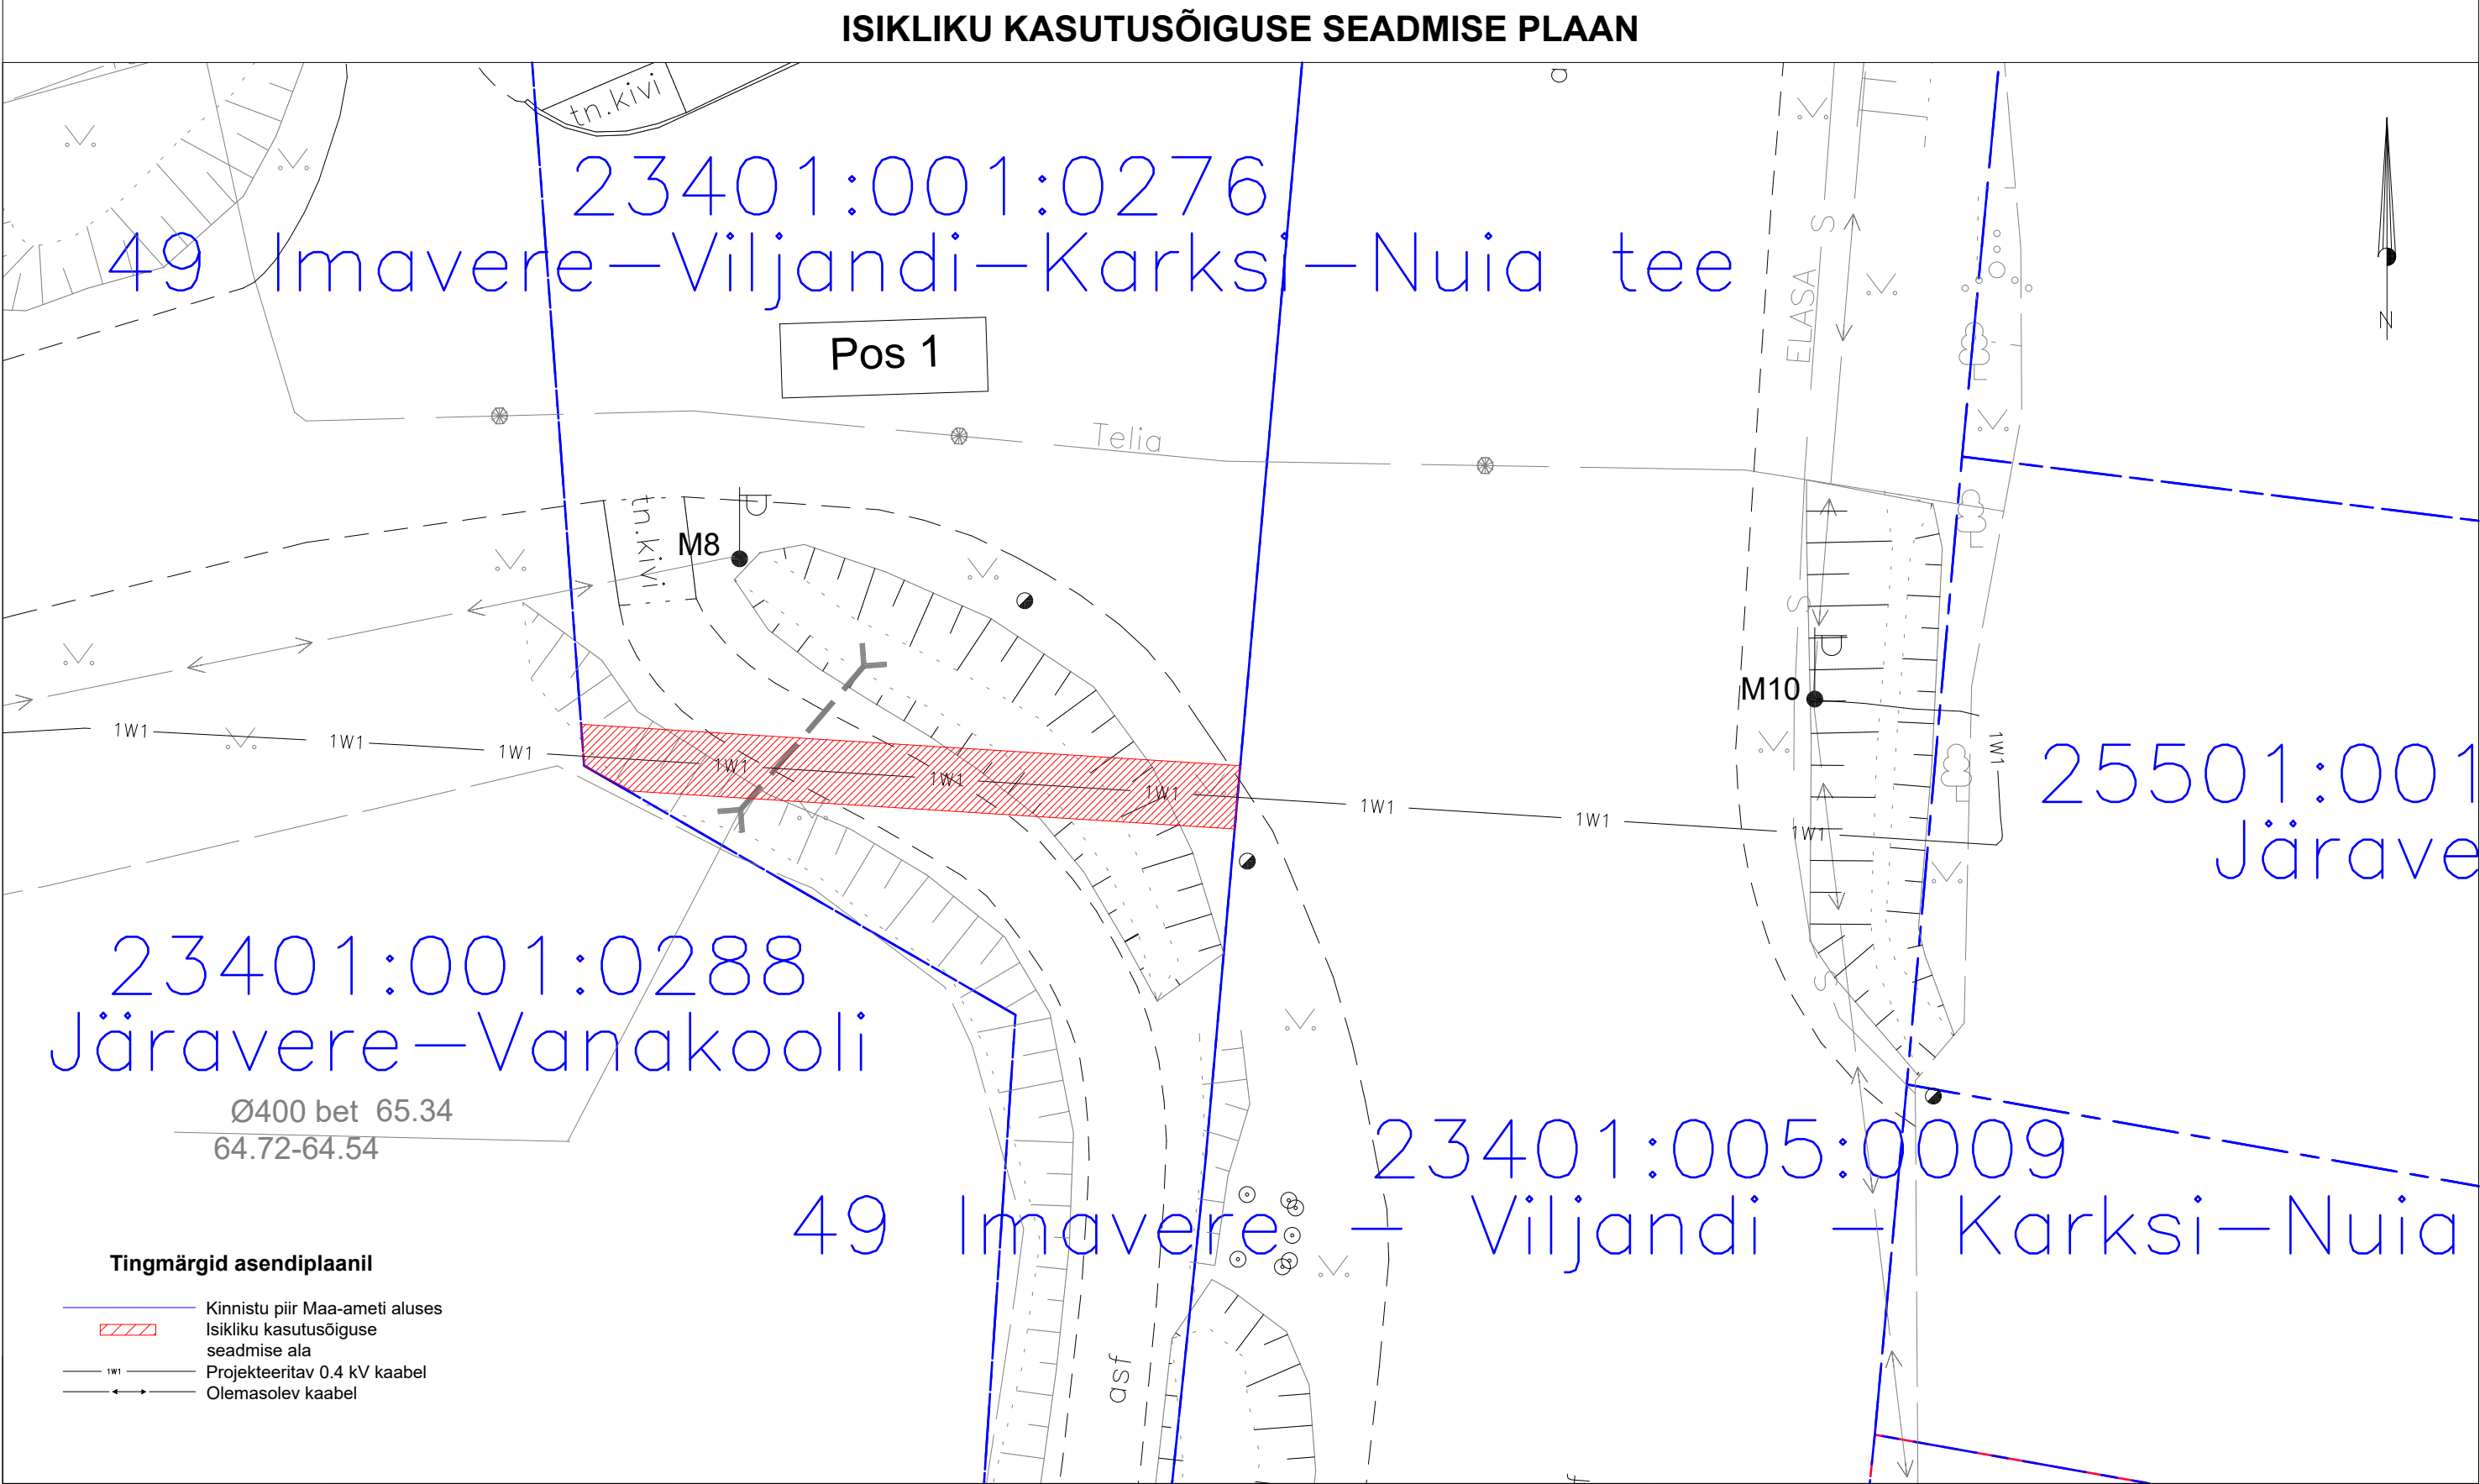 ISIKLIKU KASUTUSÕIGUSE SEADMISE PLAAN
tn.kivi
23401:001:0276
49 Imavere-Viljandi-Karksi-Nuia tee
Pos 1
ELASA
S
N
Telia
tn.kivi
M8
S
M10
1W1
1W1
1W1
1W1
1W1
1W1
1W1
1W1
1W1
1W1
25501:001
Järave
23401:001:0288
Järavere-Vanakooli
S
Ø400 bet 65.34
64.72-64.54
23401:005:0009
49 Imavere - Viljandi - Karksi-Nuia
asf
Tingmärgid asendiplaanil
Kinnistu piir Maa-ameti aluses
Isikliku kasutusõiguse
seadmise ala
1W1 Projekteeritav 0.4 kV kaabel
Olemasolev kaabel